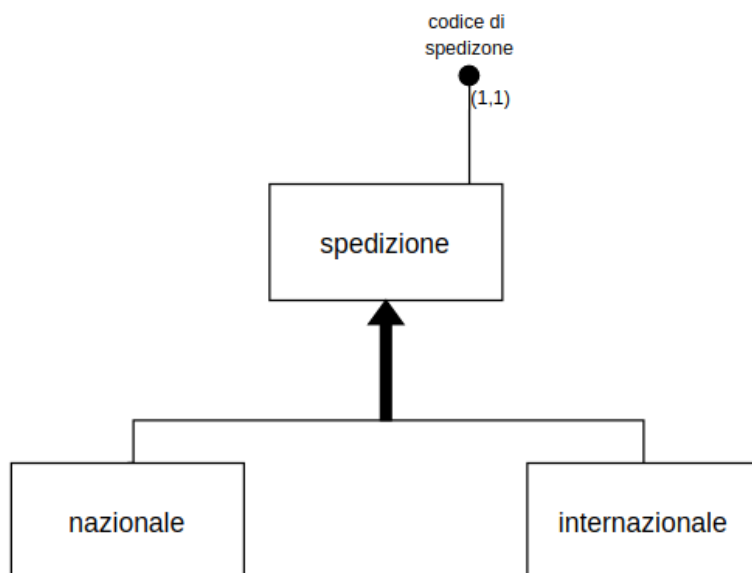 codice di
spedizone
(1,1)
spedizione
nazionale
internazionale